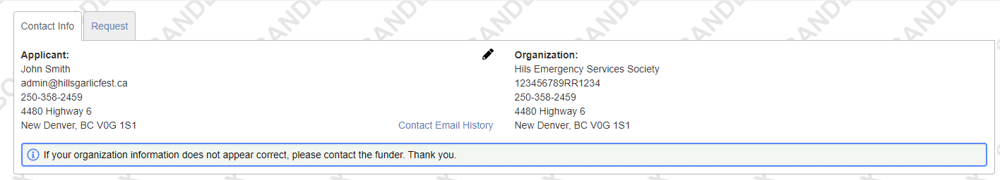 Contact Info
Request
Applicant:
John Smith
admin@hillsgarlicfest.ca
250-358-2459
4480 Highway 6
New Denver, BC V0G 1S1
Contact Email History
Organization:
Hils Emergency Services Society
123456789RR1234
250-358-2459
4480 Highway 6
New Denver, BC V0G 1S1
If your organization information does not appear correct, please contact the funder. Thank you.